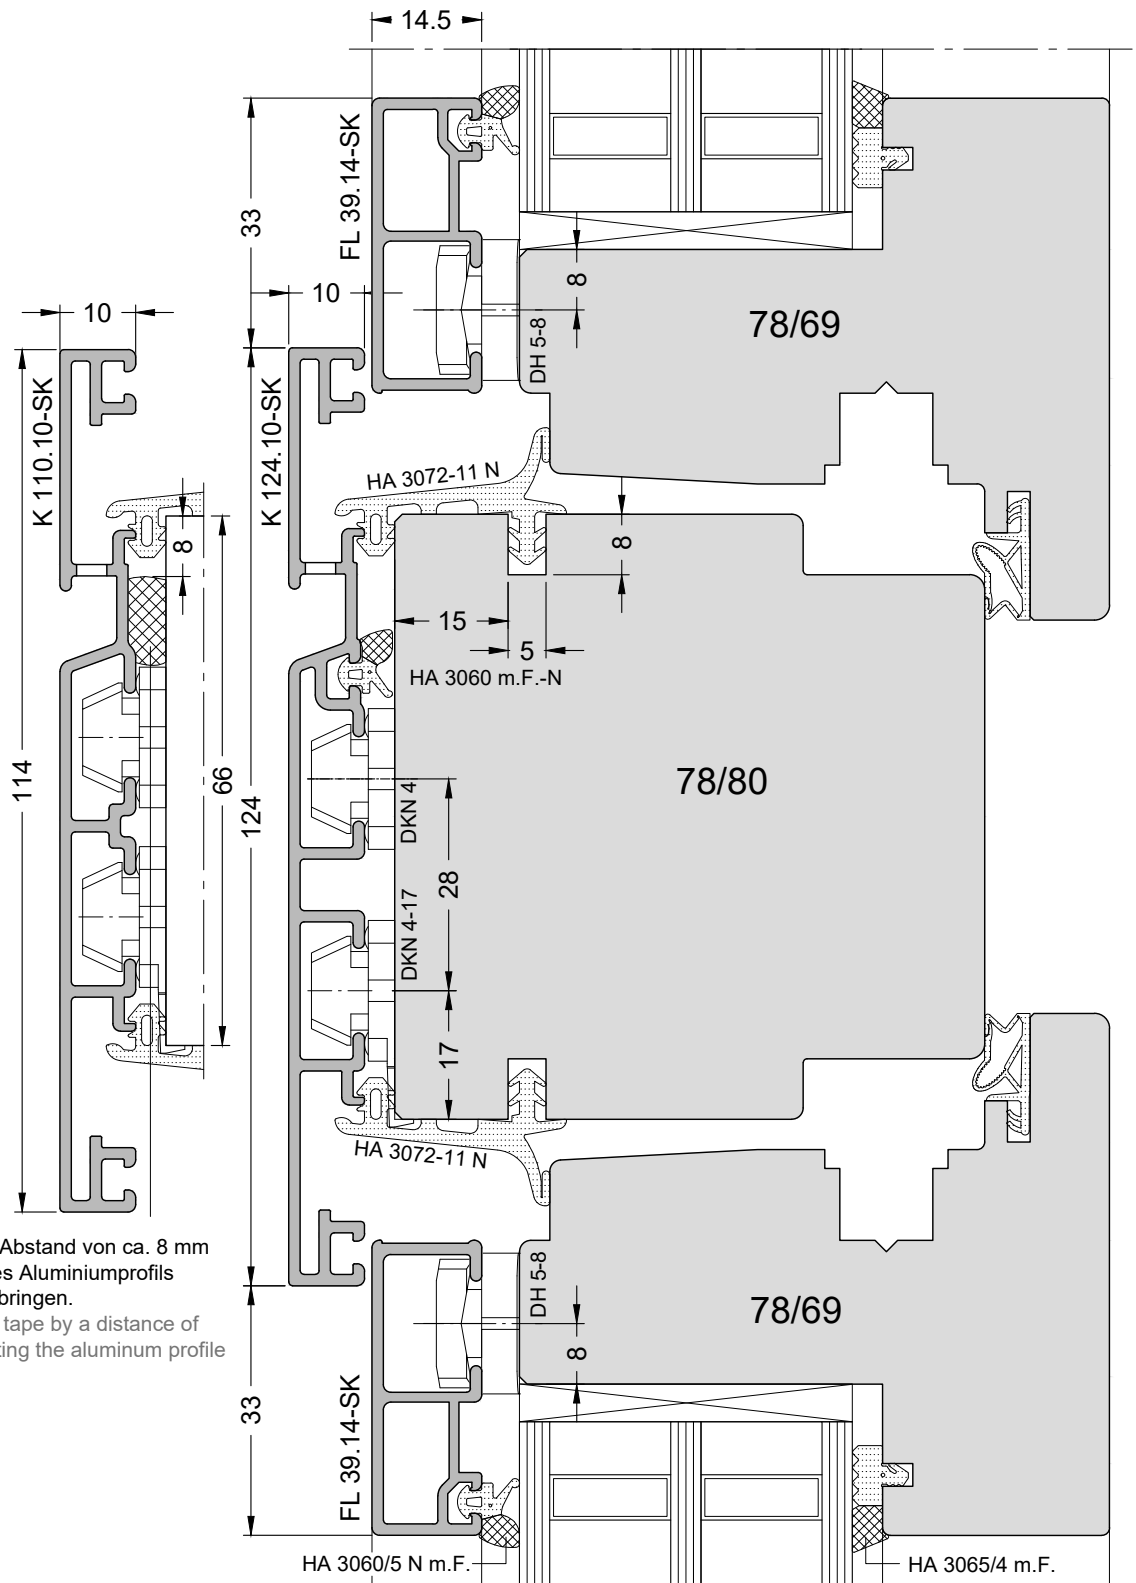 14.5
FL 39.14-SK
33
8
10
10
DH 5-8
78/69
K 110.10-SK
K 124.10-SK
HA 3072-11 N
8
8
15
5
HA 3060 m.F.-N
114
66
124
78/80
DKN 4
28
DKN 4-17
17
HA 3072-11 N
Abstand von ca. 8 mm
es Aluminiumprofils
bringen.
tape by a distance of
ting the aluminum profile
DH 5-8
78/69
8
33
FL 39.14-SK
HA 3060/5 N m.F.
HA 3065/4 m.F.